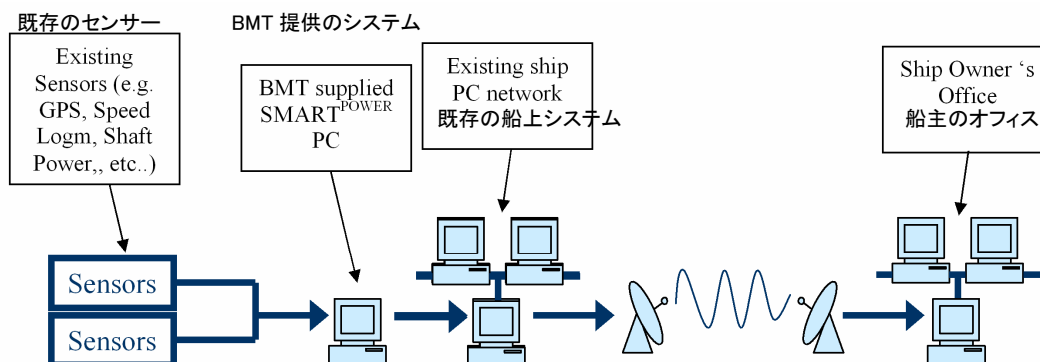 既存のセンサー
Existing
Sensors (e.g.
GPS, Speed
Logm, Shaft
Power,, etc..)
BMT 提供のシステム
BMT supplied
SMARTPOWER
PC
Existing ship
PC network
既存の船上システム
Ship Owner ‘s
Office
船主のオフィス
Sensors
Sensors